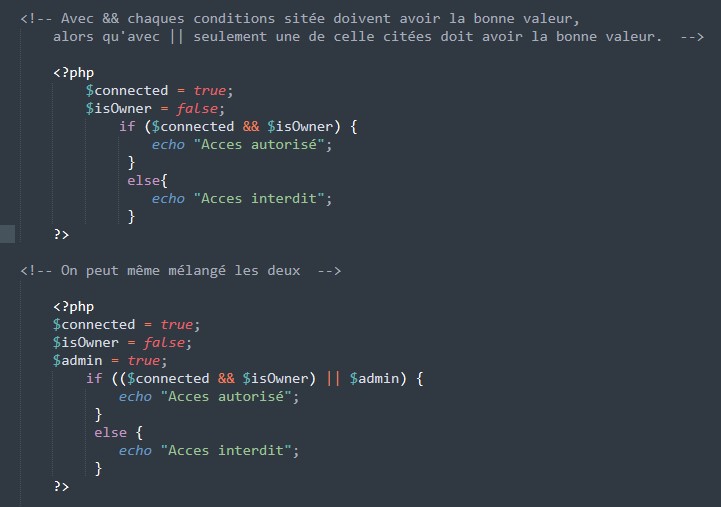 <!-- Avec && chaques conditions sitée doivent avoir la bonne valeur,
alors qu'avec || seulement une de celle citées doit avoir la bonne valeur.  -->
<?php
$connected = true;
$isOwner = false;
if ($connected && $isOwner) {
echo "Acces autorisé";
}
else{
echo "Acces interdit";
}
?>
<!-- On peut même mélangé les deux  -->
<?php
$connected = true;
$isOwner = false;
$admin = true;
if (($connected && $isOwner) || $admin) {
echo "Acces autorisé";
}
else {
echo "Acces interdit";
}
?>